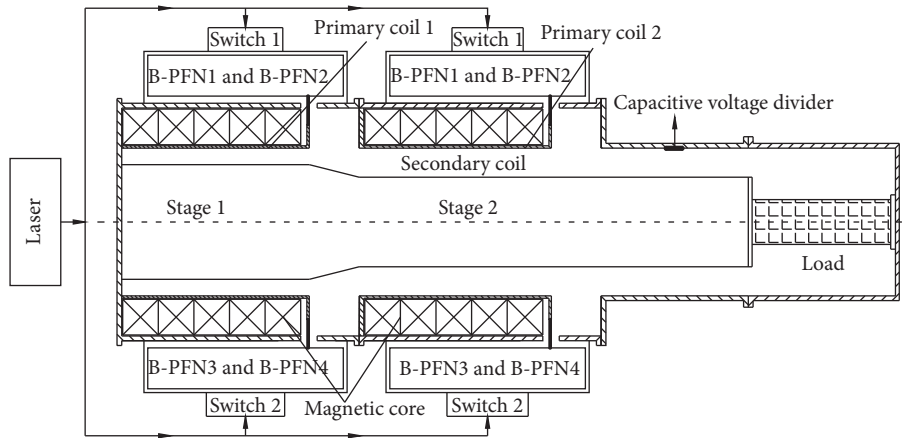 Switch 1
Primary coil 1
Switch 1
Primary coil 2
B-PFN1 and B-PFN2
B-PFN1 and B-PFN2
Capacitive voltage divider
Secondary coil
Laser
Stage 1
Stage 2
Load
B-PFN3 and B-PFN4
B-PFN3 and B-PFN4
Switch 2
Magnetic core
Switch 2